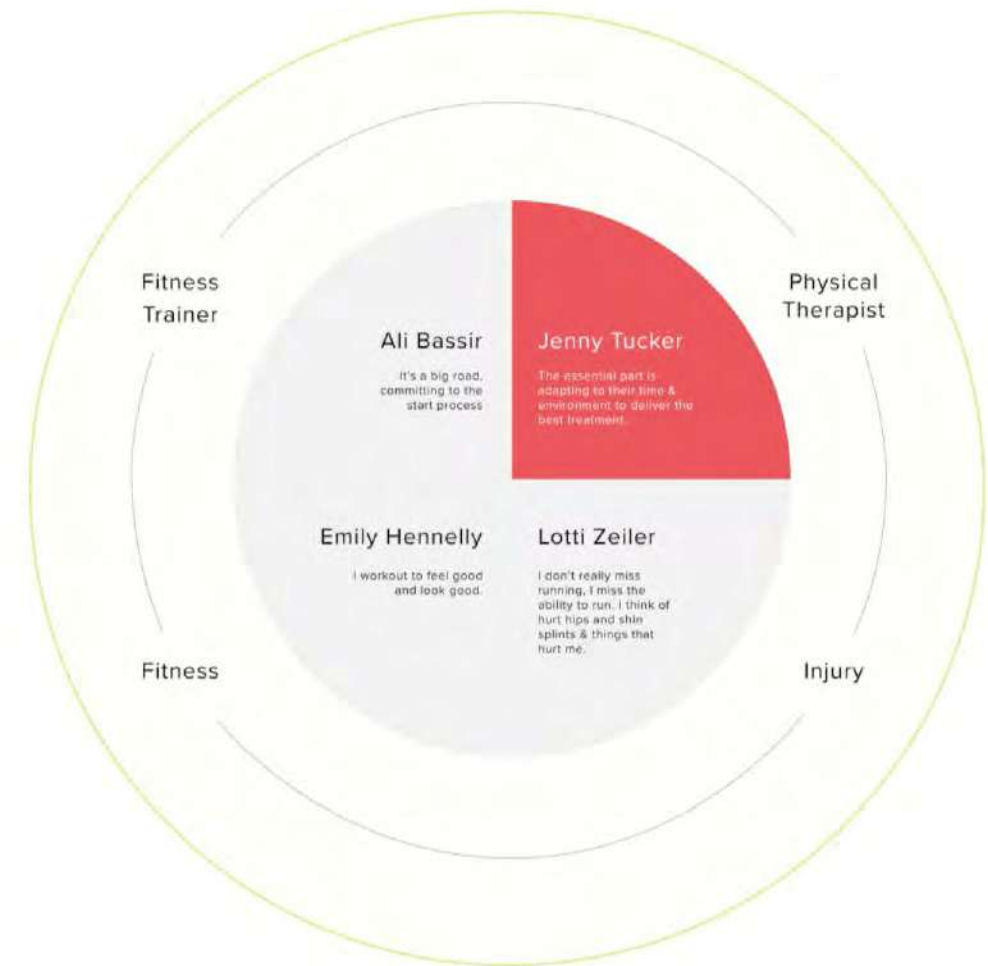 Fitness
Trainer
Physical
Therapist
Ali Bassir
It's a big road,
committing to the
start process
Jenny Tucker
The essential part is
adapting to their time &
environment to deliver the
best treatment.
Emily Hennelly
I workout to feel good
and look good.
Lotti Zeiler
I don't really miss
running, I miss the
ability to run. I think of
hurt hips and shin
splints & things that
hurt me.
Fitness
Injury